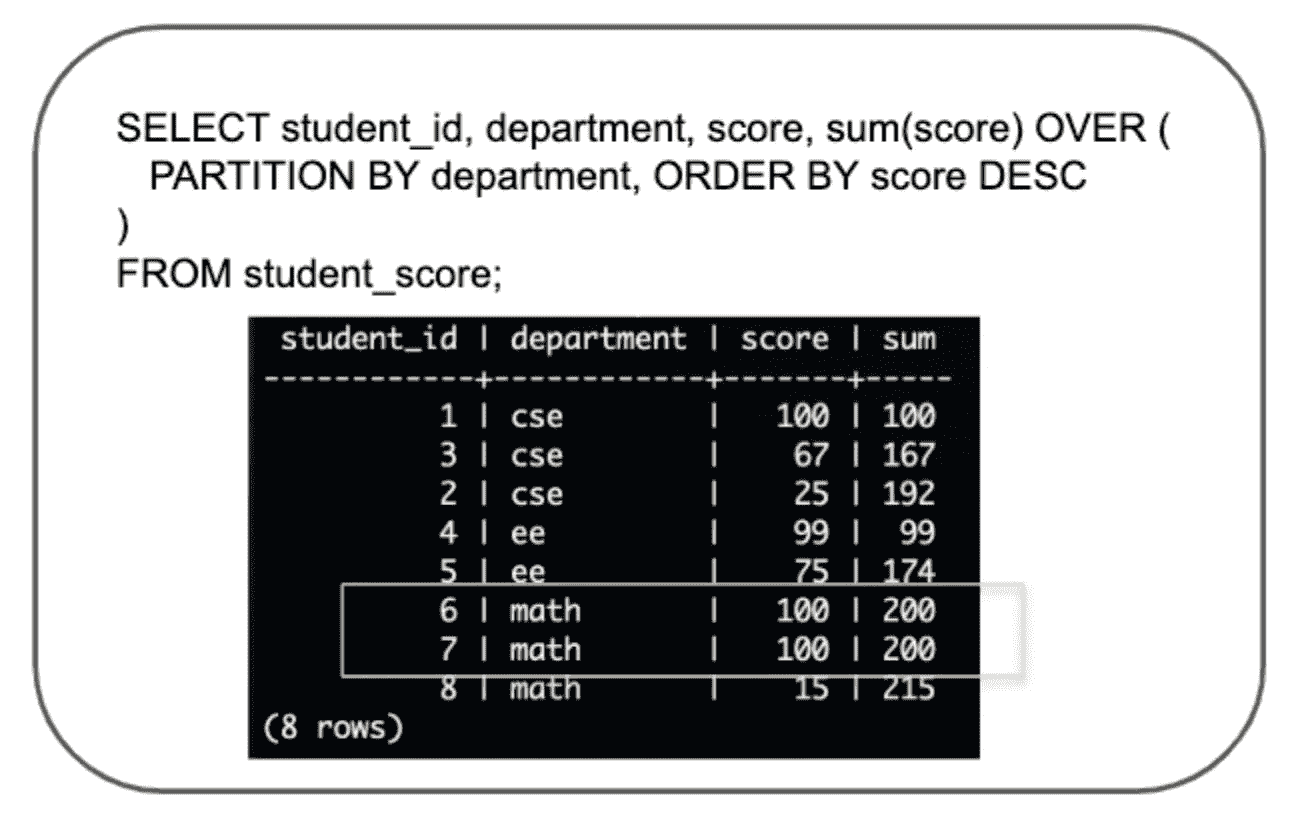 SELECT student_id, department, score, sum(score) OVER (
PARTITION BY department, ORDER BY score DESC
)
FROM student_score;
student_id | department | score | sum
------------+------------+-------+-----
1 | cse | 100 | 100
3 | cse | 67 | 167
2 | cse | 25 | 192
4 | ee | 99 | 99
5 | ee | 75 | 174
6 | math | 100 | 200
7 | math | 100 | 200
8 | math | 15 | 215
(8 rows)